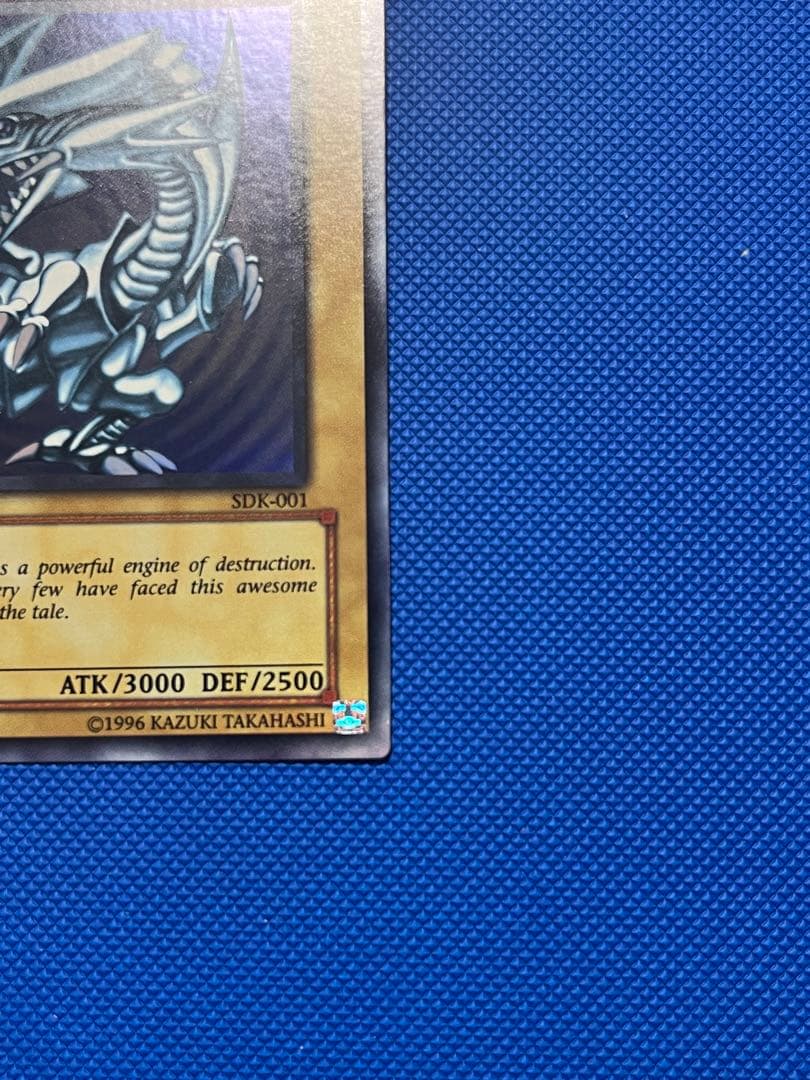 SDK-001
s a powerful engine of destruction.
ry few have faced this awesome
the tale.
ATK/3000 DEF/2500
©1996 KAZUKI TAKAHASHI